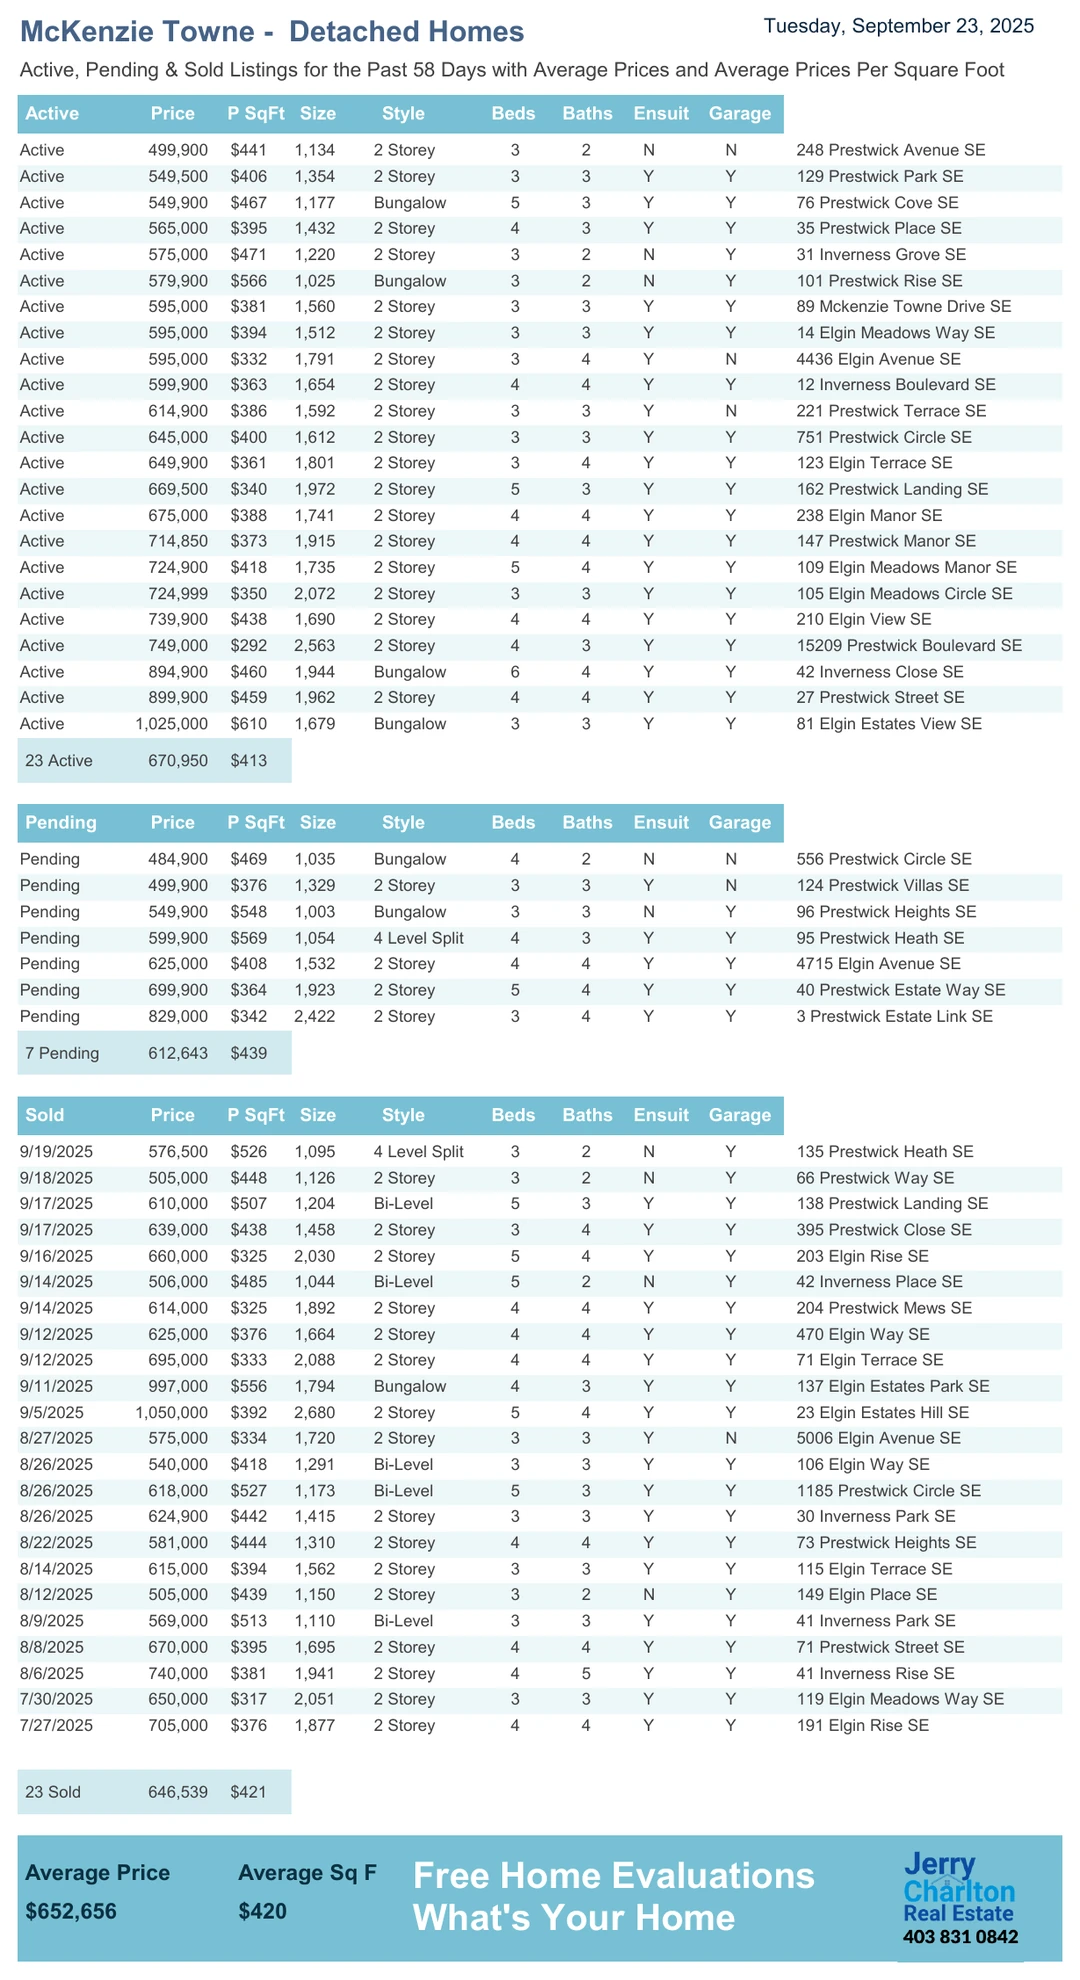 McKenzie Towne -  Detached Homes
Tuesday, September 23, 2025
Active, Pending & Sold Listings for the Past 58 Days with Average Prices and Average Prices Per Square Foot
Active Price P SqFt Size Style Beds Baths Ensuit Garage
Active 499,900 $441 1,134 2 Storey 3 2 N N 248 Prestwick Avenue SE
Active 549,500 $406 1,354 2 Storey 3 3 Y Y 129 Prestwick Park SE
Active 549,900 $467 1,177 Bungalow 5 3 Y Y 76 Prestwick Cove SE
Active 565,000 $395 1,432 2 Storey 4 3 Y Y 35 Prestwick Place SE
Active 575,000 $471 1,220 2 Storey 3 2 N Y 31 Inverness Grove SE
Active 579,900 $566 1,025 Bungalow 3 2 N Y 101 Prestwick Rise SE
Active 595,000 $381 1,560 2 Storey 3 3 Y Y 89 Mckenzie Towne Drive SE
Active 595,000 $394 1,512 2 Storey 3 3 Y Y 14 Elgin Meadows Way SE
Active 595,000 $332 1,791 2 Storey 3 4 Y N 4436 Elgin Avenue SE
Active 599,900 $363 1,654 2 Storey 4 4 Y Y 12 Inverness Boulevard SE
Active 614,900 $386 1,592 2 Storey 3 3 Y N 221 Prestwick Terrace SE
Active 645,000 $400 1,612 2 Storey 3 3 Y Y 751 Prestwick Circle SE
Active 649,900 $361 1,801 2 Storey 3 4 Y Y 123 Elgin Terrace SE
Active 669,500 $340 1,972 2 Storey 5 3 Y Y 162 Prestwick Landing SE
Active 675,000 $388 1,741 2 Storey 4 4 Y Y 238 Elgin Manor SE
Active 714,850 $373 1,915 2 Storey 4 4 Y Y 147 Prestwick Manor SE
Active 724,900 $418 1,735 2 Storey 5 4 Y Y 109 Elgin Meadows Manor SE
Active 724,999 $350 2,072 2 Storey 3 3 Y Y 105 Elgin Meadows Circle SE
Active 739,900 $438 1,690 2 Storey 4 4 Y Y 210 Elgin View SE
Active 749,000 $292 2,563 2 Storey 4 3 Y Y 15209 Prestwick Boulevard SE
Active 894,900 $460 1,944 Bungalow 6 4 Y Y 42 Inverness Close SE
Active 899,900 $459 1,962 2 Storey 4 4 Y Y 27 Prestwick Street SE
Active 1,025,000 $610 1,679 Bungalow 3 3 Y Y 81 Elgin Estates View SE
23 Active 670,950 $413
Pending Price P SqFt Size Style Beds Baths Ensuit Garage
Pending 484,900 $469 1,035 Bungalow 4 2 N N 556 Prestwick Circle SE
Pending 499,900 $376 1,329 2 Storey 3 3 Y N 124 Prestwick Villas SE
Pending 549,900 $548 1,003 Bungalow 3 3 N Y 96 Prestwick Heights SE
Pending 599,900 $569 1,054 4 Level Split 4 3 Y Y 95 Prestwick Heath SE
Pending 625,000 $408 1,532 2 Storey 4 4 Y Y 4715 Elgin Avenue SE
Pending 699,900 $364 1,923 2 Storey 5 4 Y Y 40 Prestwick Estate Way SE
Pending 829,000 $342 2,422 2 Storey 3 4 Y Y 3 Prestwick Estate Link SE
7 Pending 612,643 $439
Sold Price P SqFt Size Style Beds Baths Ensuit Garage
9/19/2025 576,500 $526 1,095 4 Level Split 3 2 N Y 135 Prestwick Heath SE
9/18/2025 505,000 $448 1,126 2 Storey 3 2 N Y 66 Prestwick Way SE
9/17/2025 610,000 $507 1,204 Bi-Level 5 3 Y Y 138 Prestwick Landing SE
9/17/2025 639,000 $438 1,458 2 Storey 3 4 Y Y 395 Prestwick Close SE
9/16/2025 660,000 $325 2,030 2 Storey 5 4 Y Y 203 Elgin Rise SE
9/14/2025 506,000 $485 1,044 Bi-Level 5 2 N Y 42 Inverness Place SE
9/14/2025 614,000 $325 1,892 2 Storey 4 4 Y Y 204 Prestwick Mews SE
9/12/2025 625,000 $376 1,664 2 Storey 4 4 Y Y 470 Elgin Way SE
9/12/2025 695,000 $333 2,088 2 Storey 4 4 Y Y 71 Elgin Terrace SE
9/11/2025 997,000 $556 1,794 Bungalow 4 3 Y Y 137 Elgin Estates Park SE
9/5/2025 1,050,000 $392 2,680 2 Storey 5 4 Y Y 23 Elgin Estates Hill SE
8/27/2025 575,000 $334 1,720 2 Storey 3 3 Y N 5006 Elgin Avenue SE
8/26/2025 540,000 $418 1,291 Bi-Level 3 3 Y Y 106 Elgin Way SE
8/26/2025 618,000 $527 1,173 Bi-Level 5 3 Y Y 1185 Prestwick Circle SE
8/26/2025 624,900 $442 1,415 2 Storey 3 3 Y Y 30 Inverness Park SE
8/22/2025 581,000 $444 1,310 2 Storey 4 4 Y Y 73 Prestwick Heights SE
8/14/2025 615,000 $394 1,562 2 Storey 3 3 Y Y 115 Elgin Terrace SE
8/12/2025 505,000 $439 1,150 2 Storey 3 2 N Y 149 Elgin Place SE
8/9/2025 569,000 $513 1,110 Bi-Level 3 3 Y Y 41 Inverness Park SE
8/8/2025 670,000 $395 1,695 2 Storey 4 4 Y Y 71 Prestwick Street SE
8/6/2025 740,000 $381 1,941 2 Storey 4 5 Y Y 41 Inverness Rise SE
7/30/2025 650,000 $317 2,051 2 Storey 3 3 Y Y 119 Elgin Meadows Way SE
7/27/2025 705,000 $376 1,877 2 Storey 4 4 Y Y 191 Elgin Rise SE
23 Sold 646,539 $421
Average Price Average Sq F
$652,656 $420
Free Home Evaluations
What's Your Home
Jerry
Charlton
Real Estate
403 831 0842